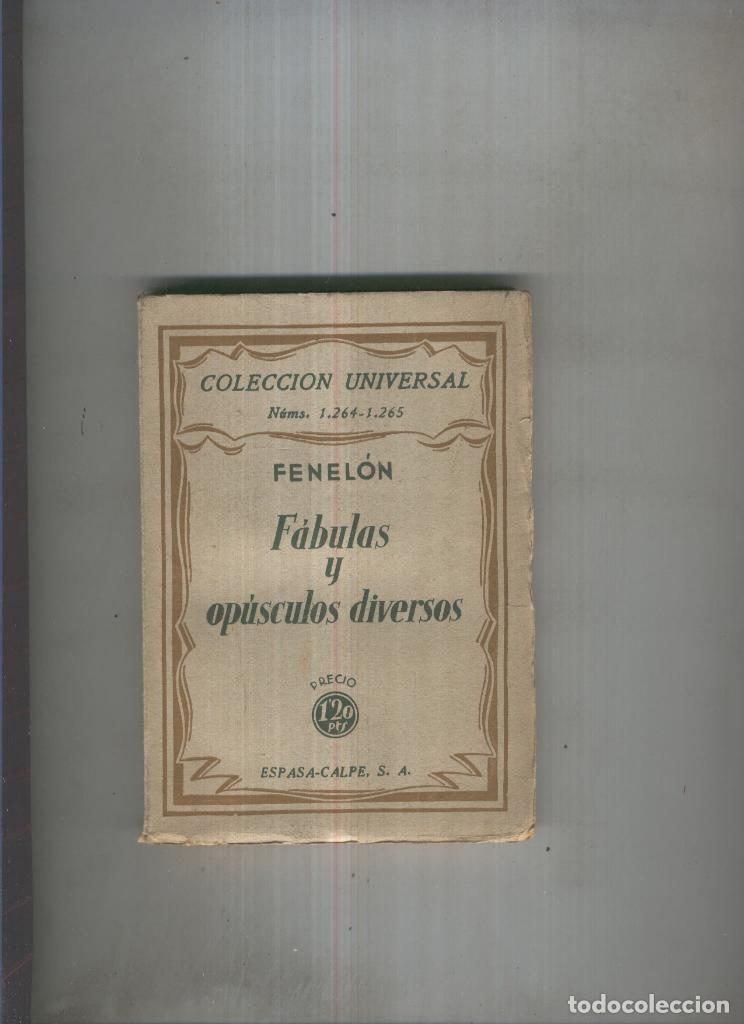 COLECCION UNIVERSAL
Núms. 1.264-1.265
FENELÓN
Fábulas
y
opúsculos diversos
PRECIO
1'20
pts
ESPASA-CALPE, S. A.
todocoleccion